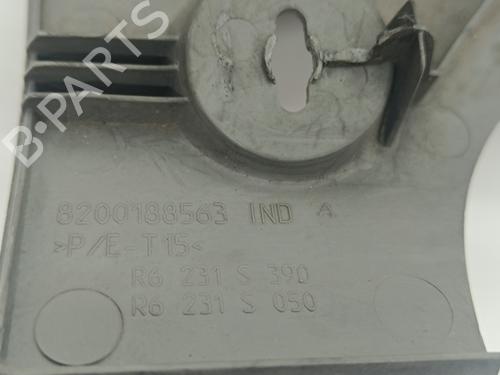 B-PARTS
8200188563 IND A
>P/E-T15<
R6 231 S 390
R6 231 S 050